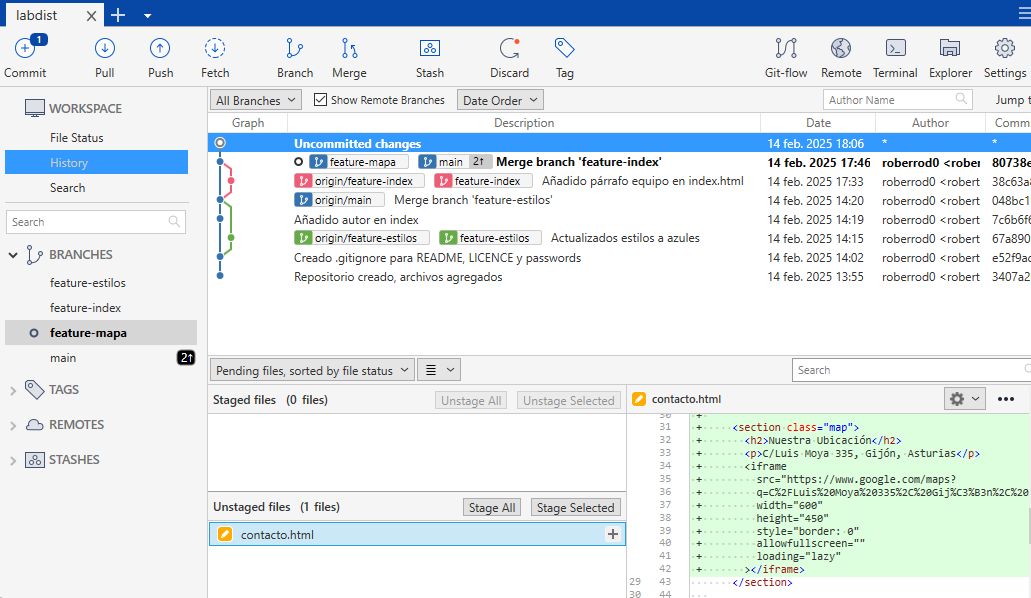 labdist
1
Commit Pull Push Fetch Branch Merge Stash Discard Tag Git-flow Remote Terminal Explorer Settings
WORKSPACE
File Status
History
Search
Search
BRANCHES
feature-estilos
feature-index
feature-mapa
main 2↑
TAGS
REMOTES
STASHES
All Branches Show Remote Branches Date Order Author Name Jump t
Graph Description Date Author Comm
Uncommitted changes 14 feb. 2025 18:06 * *
feature-mapa main 2↑ Merge branch 'feature-index' 14 feb. 2025 17:46 roberrod0 <rober 80738e
origin/feature-index feature-index Añadido párrafo equipo en index.html 14 feb. 2025 17:33 roberrod0 <robert 38c63a
origin/main Merge branch 'feature-estilos' 14 feb. 2025 14:20 roberrod0 <robert 048bc1
Añadido autor en index 14 feb. 2025 14:19 roberrod0 <robert 7c6b6f
origin/feature-estilos feature-estilos Actualizados estilos a azules 14 feb. 2025 14:15 roberrod0 <robert 67a890
Creado .gitignore para README, LICENCE y passwords 14 feb. 2025 14:02 roberrod0 <robert e52f9a
Repositorio creado, archivos agregados 14 feb. 2025 13:55 roberrod0 <robert 3407a2
Pending files, sorted by file status Search
Staged files (0 files) Unstage All Unstage Selected
Unstaged files (1 files) Stage All Stage Selected
contacto.html
contacto.html
30 +
31 + <section class="map">
32 + <h2>Nuestra Ubicación</h2>
33 + <p>C/Luis Moya 335, Gijón, Asturias</p>
34 + <iframe
35 + src="https://www.google.com/maps?
36 + q=C%2FLuis%20Moya%20335%2C%20Gij%C3%B3n%2C%20
37 + width="600"
38 + height="450"
39 + style="border: 0"
40 + allowfullscreen=""
41 + loading="lazy"
42 + ></iframe>
29 43 </section>
30 44